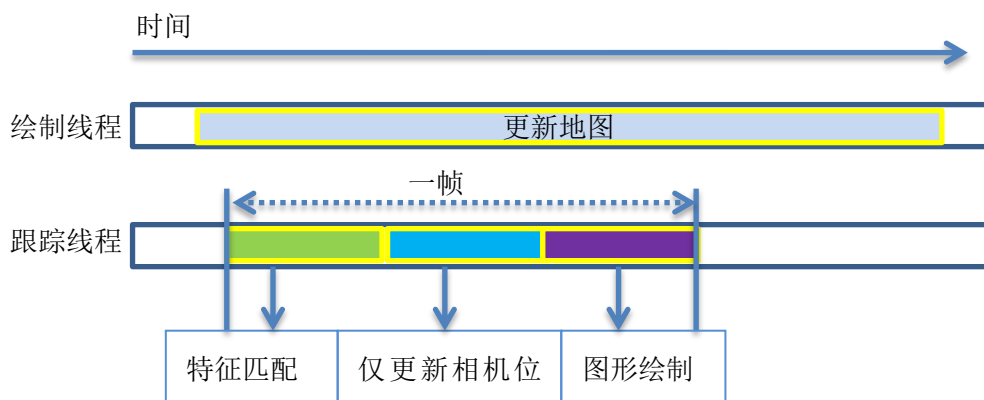 时间
绘制线程
更新地图
一帧
跟踪线程
特征匹配
仅更新相机位
图形绘制